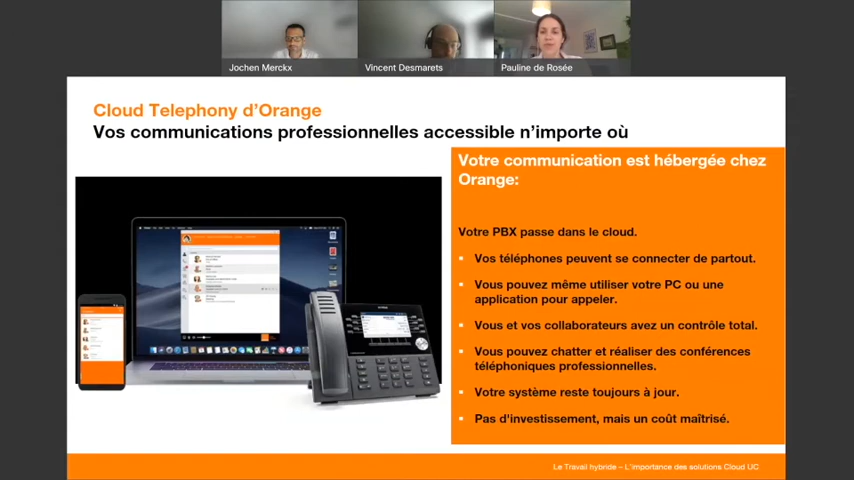 Jochen Merckx
Vincent Desmarets
Pauline de Rosée
Cloud Telephony d’Orange
Vos communications professionnelles accessible n’importe où
Votre communication est hébergée chez
Orange:
Votre PBX passe dans le cloud.
Vos téléphones peuvent se connecter de partout.
Vous pouvez même utiliser votre PC ou une
application pour appeler.
Vous et vos collaborateurs avez un contrôle total.
Vous pouvez chatter et réaliser des conférences
téléphoniques professionnelles.
Votre système reste toujours à jour.
Pas d'investissement, mais un coût maîtrisé.
Le Travail hybride – L’importance des solutions Cloud UC